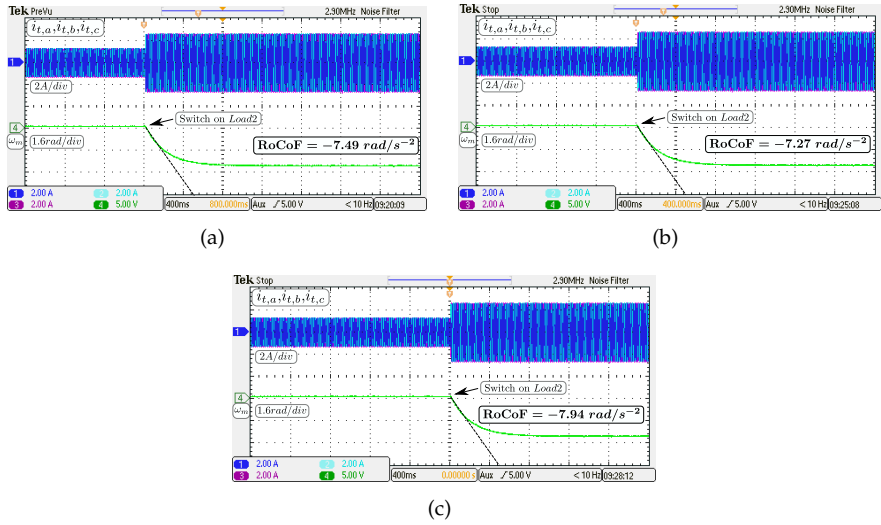 Tek PreVu 2.90MHz Noise Filter
i_{t,a}, i_{t,b}, i_{t,c}
1
2A/div
Switch on Load2
4
ω_m
1.6rad/div
RoCoF = −7.49 rad/s⁻²
1 2.00 A 2 2.00 A
3 2.00 A 4 5.00 V
400ms 800.000ms
Aux ∫ 5.00 V < 10 Hz 09:20:09
(a)
Tek Stop 2.90MHz Noise Filter
i_{t,a}, i_{t,b}, i_{t,c}
1
2A/div
Switch on Load2
4
ω_m
1.6rad/div
RoCoF = −7.27 rad/s⁻²
1 2.00 A 2 2.00 A
3 2.00 A 4 5.00 V
400ms 400.000ms
Aux ∫ 5.00 V < 10 Hz 09:25:08
(b)
Tek Stop 2.90MHz Noise Filter
i_{t,a}, i_{t,b}, i_{t,c}
1
2A/div
Switch on Load2
4
ω_m
1.6rad/div
RoCoF = −7.94 rad/s⁻²
1 2.00 A 2 2.00 A
3 2.00 A 4 5.00 V
400ms 0.00000 s
Aux ∫ 5.00 V < 10 Hz 09:28:12
(c)